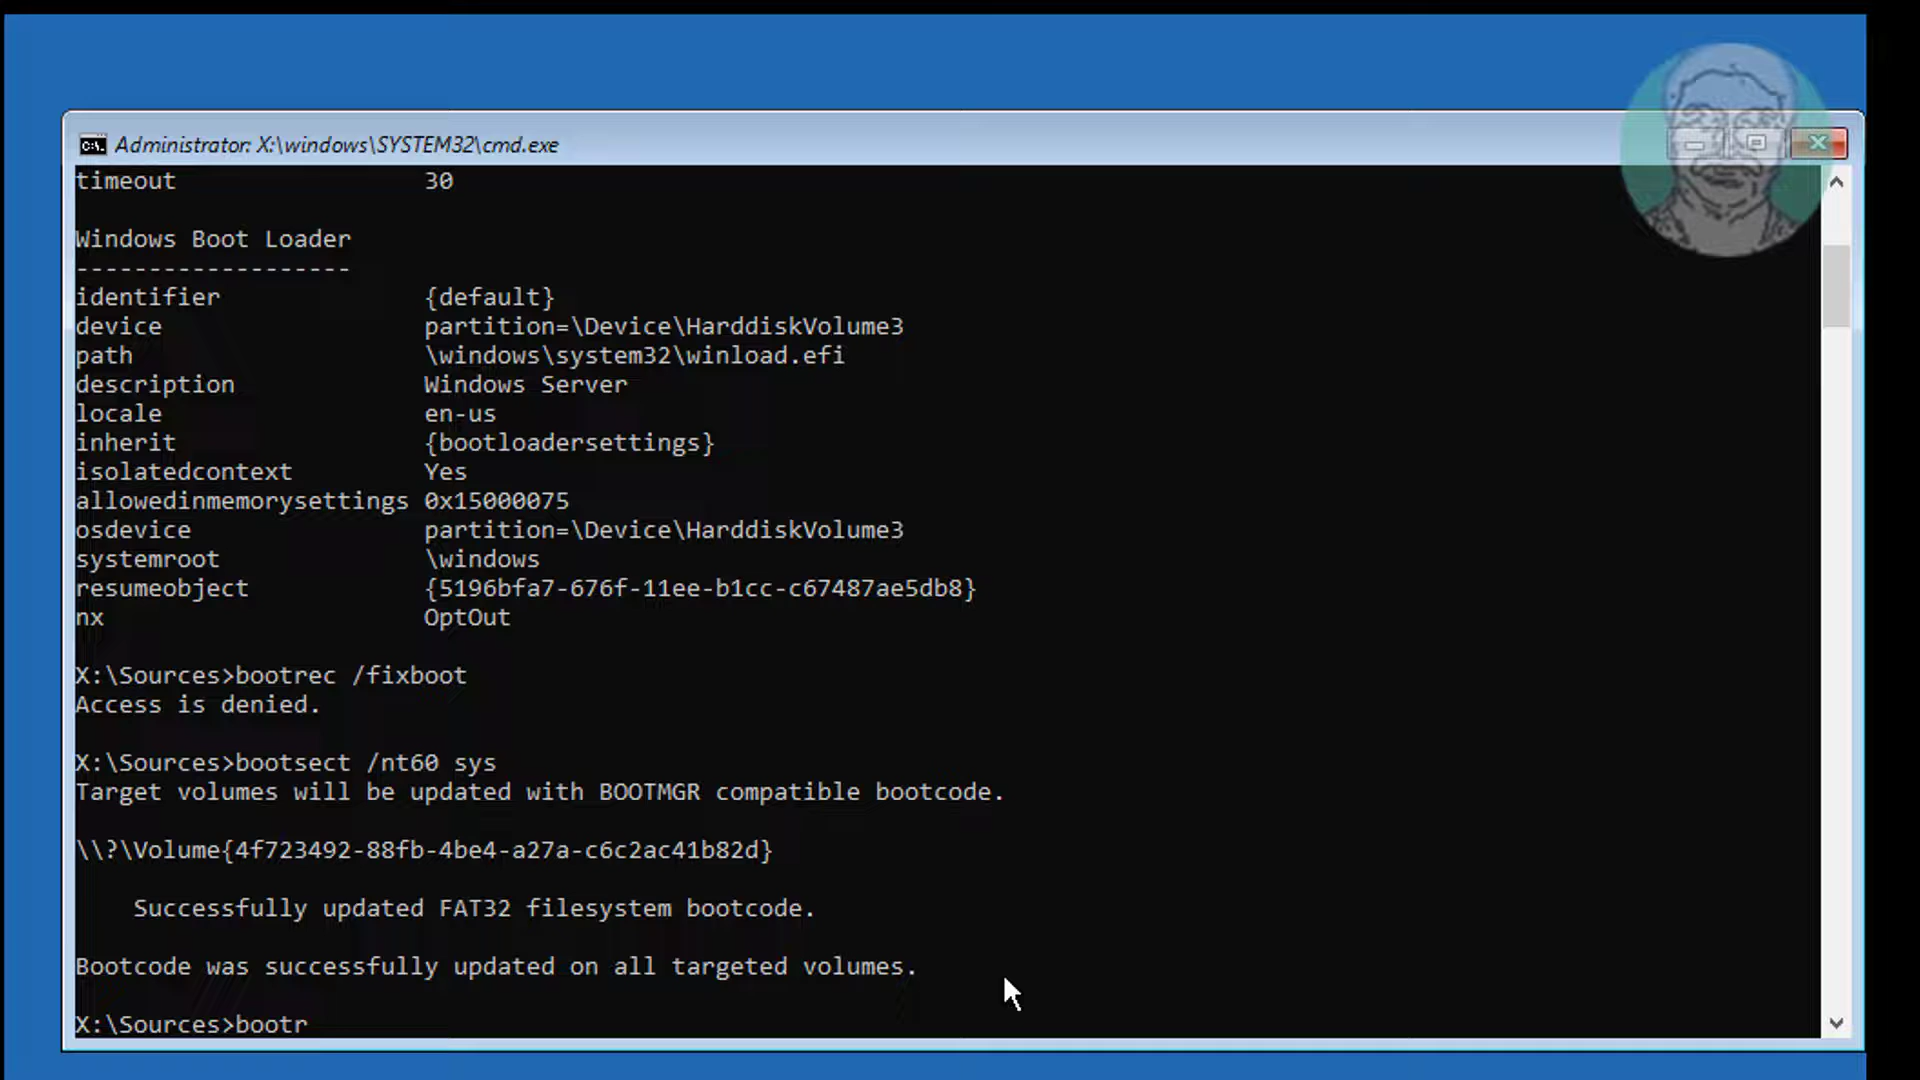 Administrator: X:\windows\SYSTEM32\cmd.exe
timeout                 30
Windows Boot Loader
-------------------
identifier              {default}
device                  partition=\Device\HarddiskVolume3
path                    \windows\system32\winload.efi
description             Windows Server
locale                  en-us
inherit                 {bootloadersettings}
isolatedcontext         Yes
allowedinmemorysettings 0x15000075
osdevice                partition=\Device\HarddiskVolume3
systemroot              \windows
resumeobject            {5196bfa7-676f-11ee-b1cc-c67487ae5db8}
nx                      OptOut
X:\Sources>bootrec /fixboot
Access is denied.
X:\Sources>bootsect /nt60 sys
Target volumes will be updated with BOOTMGR compatible bootcode.
\\?\Volume{4f723492-88fb-4be4-a27a-c6c2ac41b82d}
Successfully updated FAT32 filesystem bootcode.
Bootcode was successfully updated on all targeted volumes.
X:\Sources>bootr